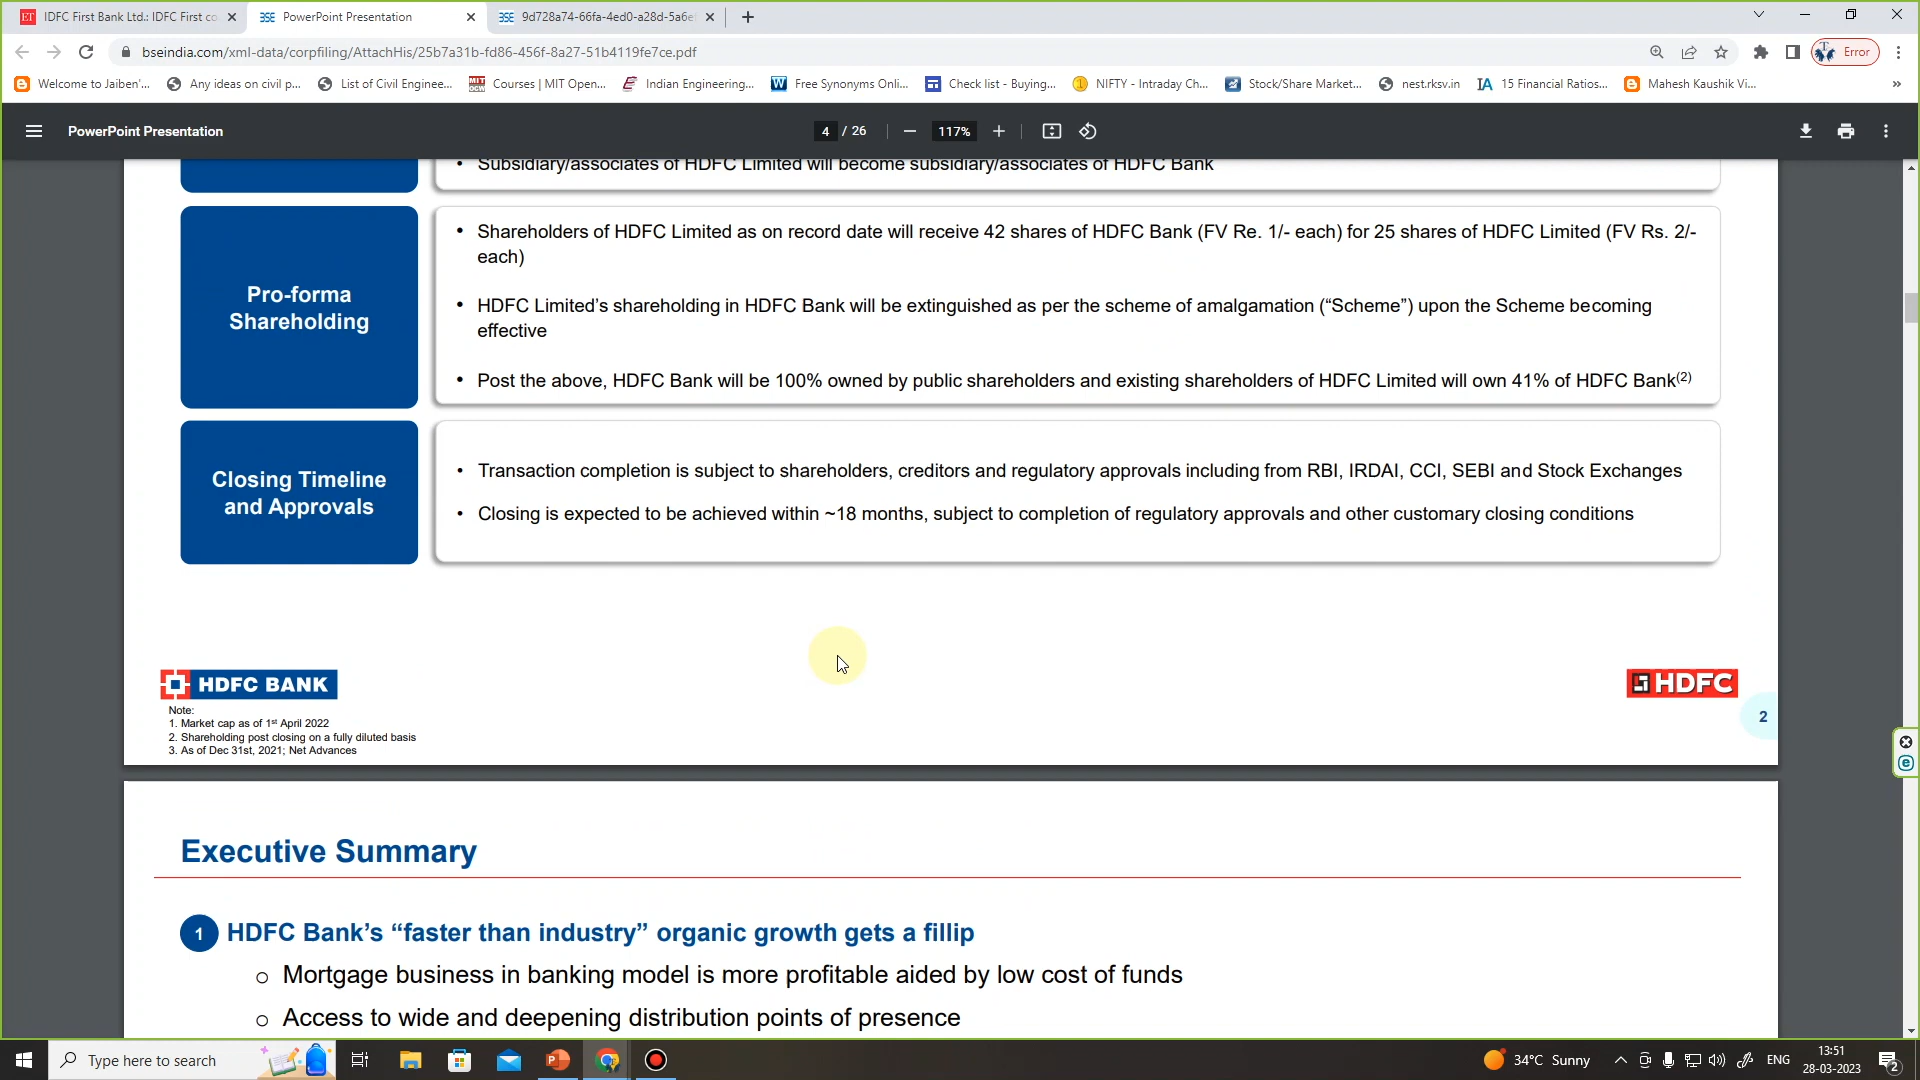 IDFC First Bank Ltd.: IDFC First co
PowerPoint Presentation
9d728a74-66fa-4ed0-a28d-5a6e
bseindia.com/xml-data/corpfiling/AttachHis/25b7a31b-fd86-456f-8a27-51b4119fe7ce.pdf
Error
Welcome to Jaiben'...
Any ideas on civil p...
List of Civil Enginee...
Courses | MIT Open...
Indian Engineering...
Free Synonyms Onli...
Check list - Buying,...
NIFTY - Intraday Ch...
Stock/Share Market...
nest.rksv.in
IA 15 Financial Ratios...
Mahesh Kaushik Vi...
PowerPoint Presentation
4 / 26
117%
• Subsidiary/associates of HDFC Limited will become subsidiary/associates of HDFC Bank
Pro-forma
Shareholding
• Shareholders of HDFC Limited as on record date will receive 42 shares of HDFC Bank (FV Re. 1/- each) for 25 shares of HDFC Limited (FV Rs. 2/-
each)
• HDFC Limited’s shareholding in HDFC Bank will be extinguished as per the scheme of amalgamation (“Scheme”) upon the Scheme becoming
effective
• Post the above, HDFC Bank will be 100% owned by public shareholders and existing shareholders of HDFC Limited will own 41% of HDFC Bank(2)
Closing Timeline
and Approvals
• Transaction completion is subject to shareholders, creditors and regulatory approvals including from RBI, IRDAI, CCI, SEBI and Stock Exchanges
• Closing is expected to be achieved within ~18 months, subject to completion of regulatory approvals and other customary closing conditions
HDFC BANK
HDFC
Note:
1. Market cap as of 1st April 2022
2. Shareholding post closing on a fully diluted basis
3. As of Dec 31st, 2021; Net Advances
2
Executive Summary
1 HDFC Bank’s “faster than industry” organic growth gets a fillip
o Mortgage business in banking model is more profitable aided by low cost of funds
o Access to wide and deepening distribution points of presence
Type here to search
34°C Sunny
ENG
13:51
28-03-2023
2